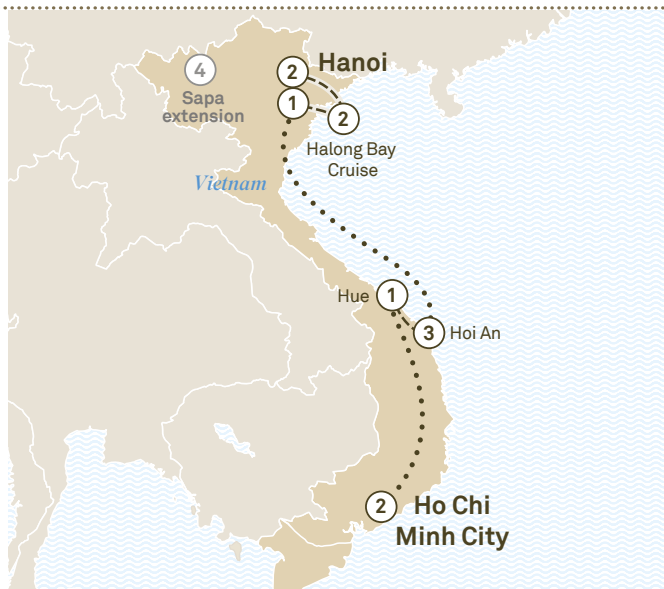 2
Hanoi
4
1
2
Sapa
extension
Halong Bay
Cruise
Vietnam
Hue
1
3
Hoi An
2
Ho Chi
Minh City